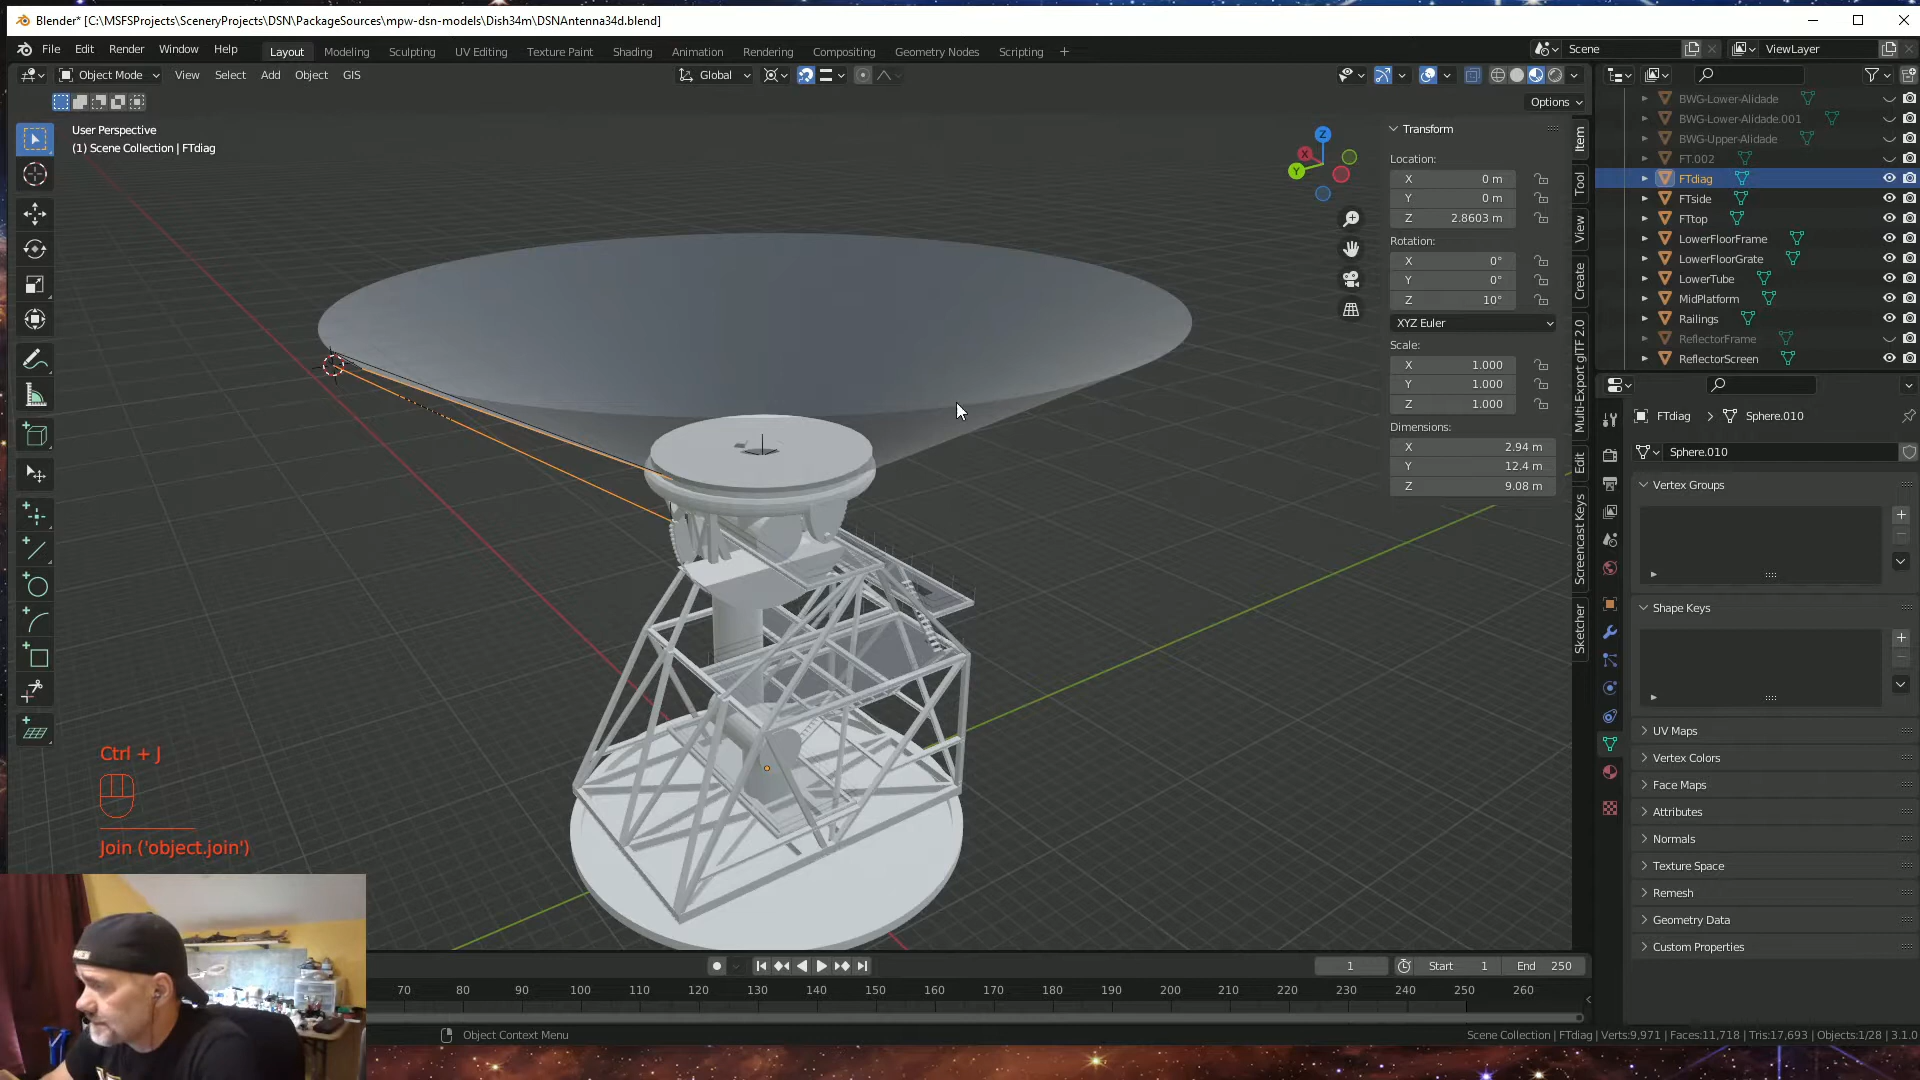 Blender* [C:\MSFSProjects\SceneryProjects\DSN\PackageSources\mpw-dsn-models\Dish34m\DSNAntenna34d.blend]
File Edit Render Window Help Layout Modeling Sculpting UV Editing Texture Paint Shading Animation Rendering Compositing Geometry Nodes Scripting + Scene ViewLayer
Object Mode View Select Add Object GIS Global
Options
User Perspective
(1) Scene Collection | FTdiag
Z
X
Y
Transform
Location:
X 0 m
Y 0 m
Z 2.8603 m
Rotation:
X 0°
Y 0°
Z 10°
XYZ Euler
Scale:
X 1.000
Y 1.000
Z 1.000
Dimensions:
X 2.94 m
Y 12.4 m
Z 9.08 m
Item
Tool
View
Create
Multi-Export glTF 2.0
Edit
Screencast Keys
Sketcher
BWG-Lower-Alidade
BWG-Lower-Alidade.001
BWG-Upper-Alidade
FT.002
FTdiag
FTside
FTtop
LowerFloorFrame
LowerFloorGrate
LowerTube
MidPlatform
Railings
ReflectorFrame
ReflectorScreen
FTdiag > Sphere.010
Sphere.010
Vertex Groups
Shape Keys
UV Maps
Vertex Colors
Face Maps
Attributes
Normals
Texture Space
Remesh
Geometry Data
Custom Properties
Ctrl + J
Join ('object.join')
1 Start 1 End 250
70 80 90 100 110 120 130 140 150 160 170 180 190 200 210 220 230 240 250 260
Object Context Menu
Scene Collection | FTdiag | Verts:9,971 | Faces:11,718 | Tris:17,693 | Objects:1/28 | 3.1.0